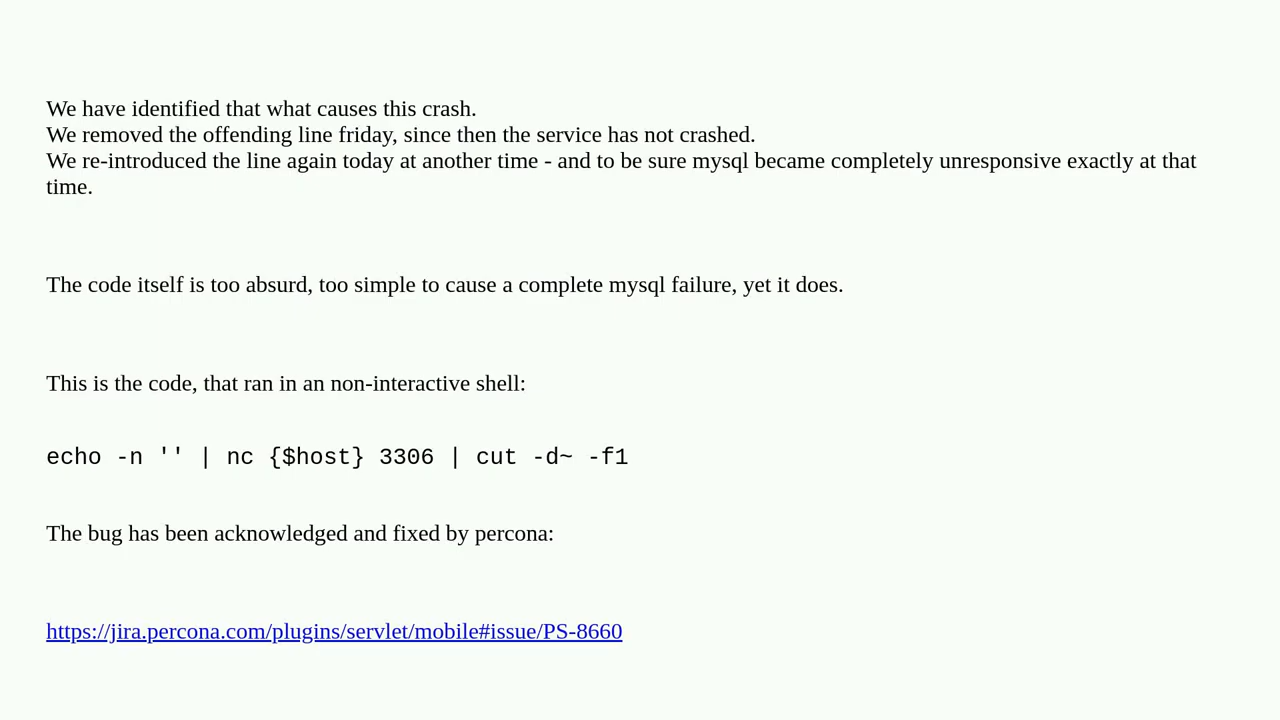 We have identified that what causes this crash.
We removed the offending line friday, since then the service has not crashed.
We re-introduced the line again today at another time - and to be sure mysql became completely unresponsive exactly at that
time.
The code itself is too absurd, too simple to cause a complete mysql failure, yet it does.
This is the code, that ran in an non-interactive shell:
echo -n '' | nc {$host} 3306 | cut -d~ -f1
The bug has been acknowledged and fixed by percona:
https://jira.percona.com/plugins/servlet/mobile#issue/PS-8660